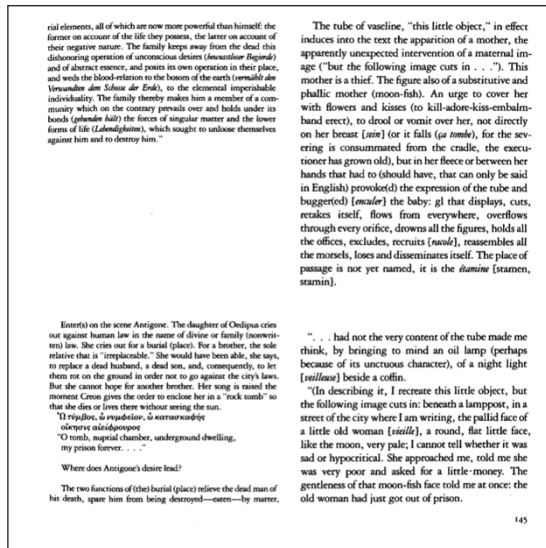 rial elements, all of which are now more powerful than himself: the
former on account of the life they possess, the latter on account of
their negative nature. The family keeps away from the dead this
dishonoring operation of unconscious desires (bewusstloser Begierde)
and of abstract essence, and posits its own operation in their place,
and weds the blood-relation to the bosom of the earth (vermählt den
Verwandten dem Schosse der Erde), to the elemental imperishable
individuality. The family thereby makes him a member of a com-
munity which on the contrary prevails over and holds under its
bonds (gebunden hält) the forces of singular matter and the lower
forms of life (Lebendigkeiten), which sought to unloose themselves
against him and to destroy him."
Enter(s) on the scene Antigone. The daughter of Oedipus cries
out against human law in the name of divine or family (nonwrit-
ten) law. She cries out for a burial (place). For a brother, the sole
relative that is "irreplaceable." She would have been able, she says,
to replace a dead husband, a dead son, and, consequently, to let
them rot on the ground in order not to go against the city's laws.
But she cannot hope for another brother. Her song is raised the
moment Creon gives the order to enclose her in a "rock tomb" so
that she dies or lives there without seeing the sun.
Ὦ τύμβος, ὦ νυμφεῖον, ὦ κατασκαφὴς
οἴκησις αἰείφρουρος
"O tomb, nuptial chamber, underground dwelling,
my prison forever. . . ."
Where does Antigone's desire lead?
The two functions of (the) burial (place) relieve the dead man of
his death, spare him from being destroyed—eaten—by matter,
The tube of vaseline, "this little object," in effect
induces into the text the apparition of a mother, the
apparently unexpected intervention of a maternal im-
age ("but the following image cuts in . . ."). This
mother is a thief. The figure also of a substitutive and
phallic mother (moon-fish). An urge to cover her
with flowers and kisses (to kill-adore-kiss-embalm-
band erect), to drool or vomit over her, not directly
on her breast [sein] (or it falls (ça tombe), for the sev-
ering is consummated from the cradle, the execu-
tioner has grown old), but in her fleece or between her
hands that had to (should have, that can only be said
in English) provoke(d) the expression of the tube and
bugger(ed) [enculer] the baby: gl that displays, cuts,
retakes itself, flows from everywhere, overflows
through every orifice, drowns all the figures, holds all
the offices, excludes, recruits [racole], reassembles all
the morsels, loses and disseminates itself. The place of
passage is not yet named, it is the étamine [stamen,
stamin].
". . . had not the very content of the tube made me
think, by bringing to mind an oil lamp (perhaps
because of its unctuous character), of a night light
[veilleuse] beside a coffin.
"(In describing it, I recreate this little object, but
the following image cuts in: beneath a lamppost, in a
street of the city where I am writing, the pallid face of
a little old woman [vieille], a round, flat little face,
like the moon, very pale; I cannot tell whether it was
sad or hypocritical. She approached me, told me she
was very poor and asked for a little money. The
gentleness of that moon-fish face told me at once: the
old woman had just got out of prison.
145